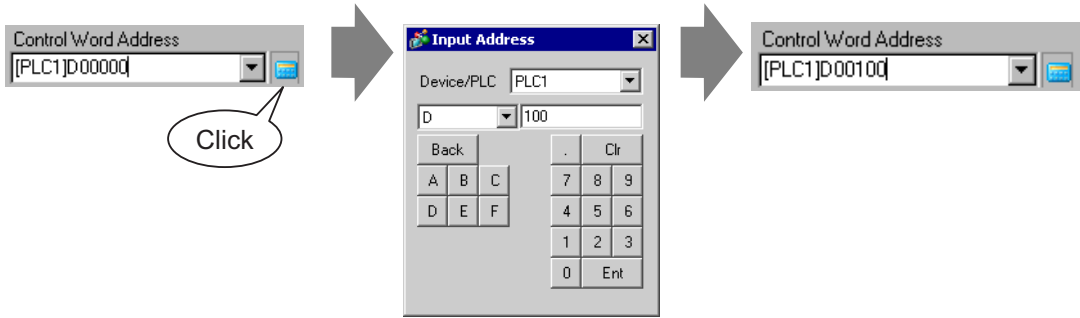 Control Word Address
[PLC1]D00000
Click
Input Address
Device/PLC PLC1
D 100
Back . Clr
A B C 7 8 9
D E F 4 5 6
1 2 3
0 Ent
Control Word Address
[PLC1]D00100